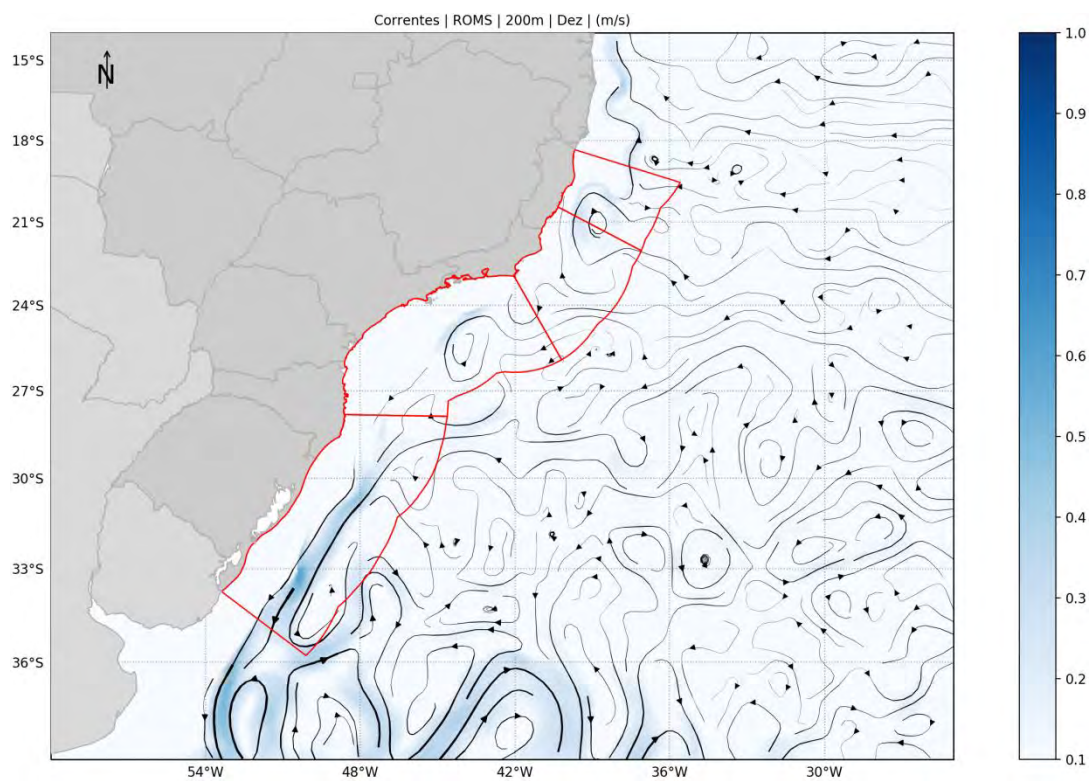 Correntes | ROMS | 200m | Dez | (m/s)
N
15°S
18°S
21°S
24°S
27°S
30°S
33°S
36°S
54°W
48°W
42°W
36°W
30°W
1.0
0.9
0.8
0.7
0.6
0.5
0.4
0.3
0.2
0.1